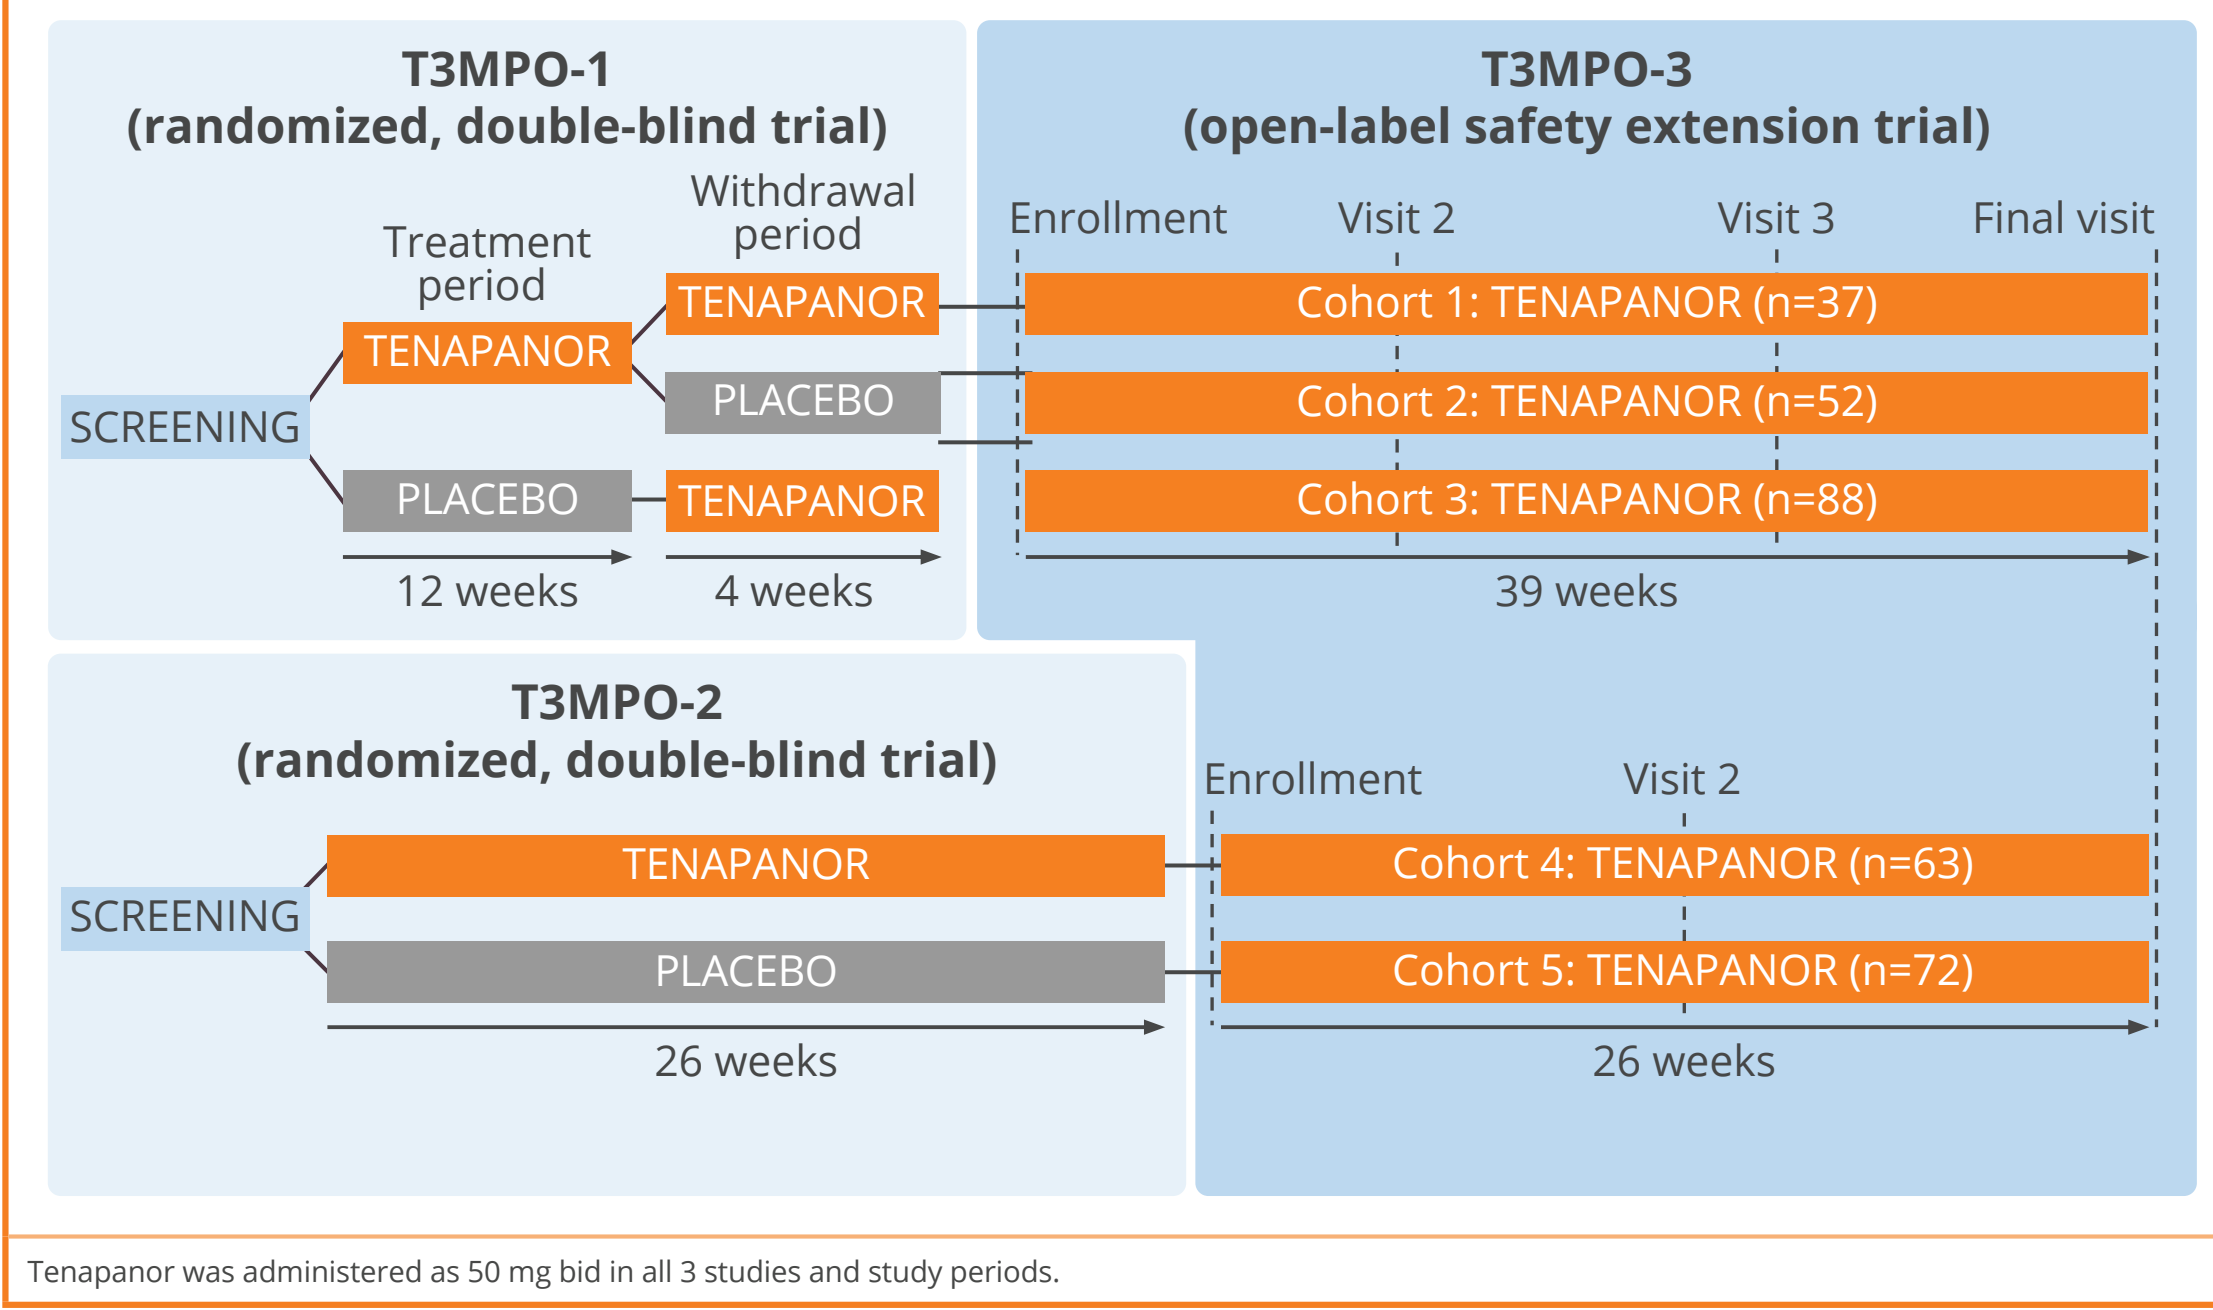 T3MPO-1
(randomized, double-blind trial)
Treatment
period
Withdrawal
period
SCREENING
TENAPANOR
PLACEBO
TENAPANOR
PLACEBO
TENAPANOR
12 weeks
4 weeks
T3MPO-3
(open-label safety extension trial)
Enrollment
Visit 2
Visit 3
Final visit
Cohort 1: TENAPANOR (n=37)
Cohort 2: TENAPANOR (n=52)
Cohort 3: TENAPANOR (n=88)
39 weeks
T3MPO-2
(randomized, double-blind trial)
SCREENING
TENAPANOR
PLACEBO
26 weeks
Enrollment
Visit 2
Cohort 4: TENAPANOR (n=63)
Cohort 5: TENAPANOR (n=72)
26 weeks
Tenapanor was administered as 50 mg bid in all 3 studies and study periods.